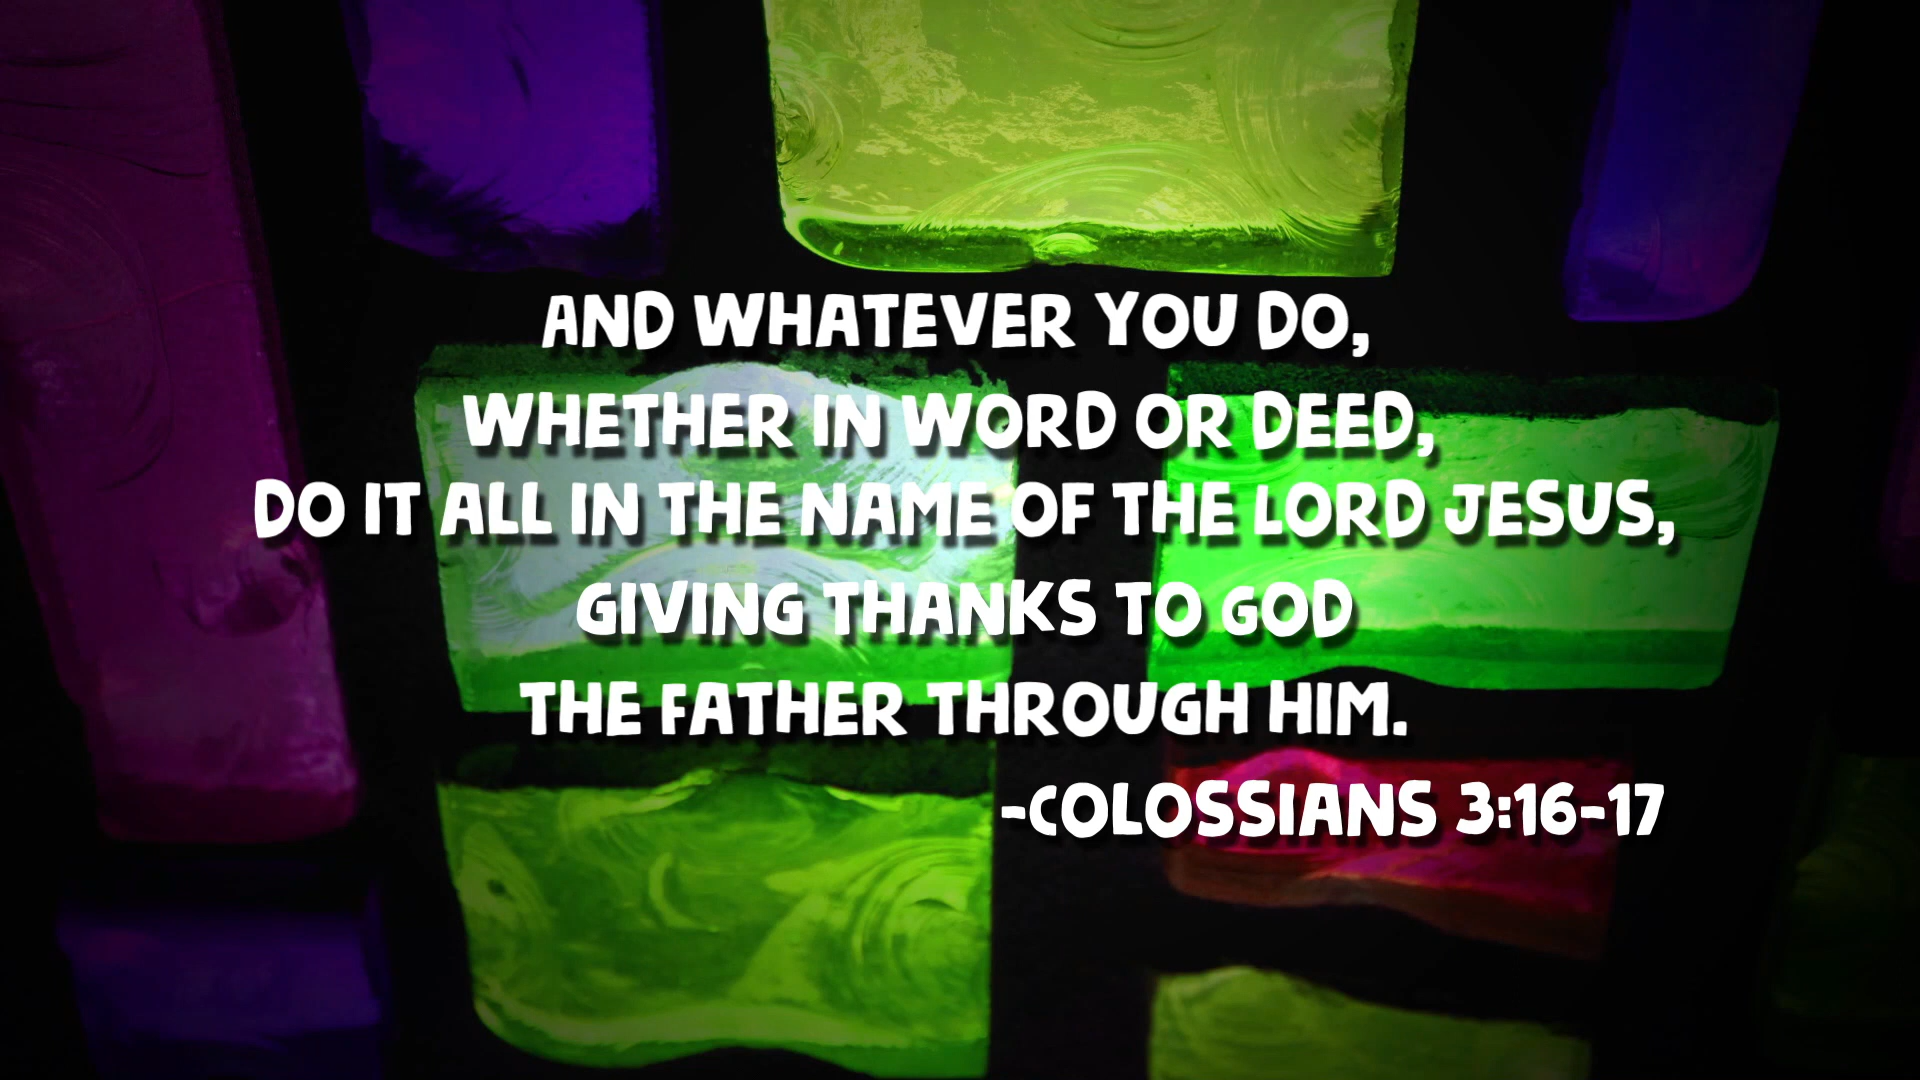 AND WHATEVER YOU DO,
WHETHER IN WORD OR DEED,
DO IT ALL IN THE NAME OF THE LORD JESUS,
GIVING THANKS TO GOD
THE FATHER THROUGH HIM.
-COLOSSIANS 3:16-17